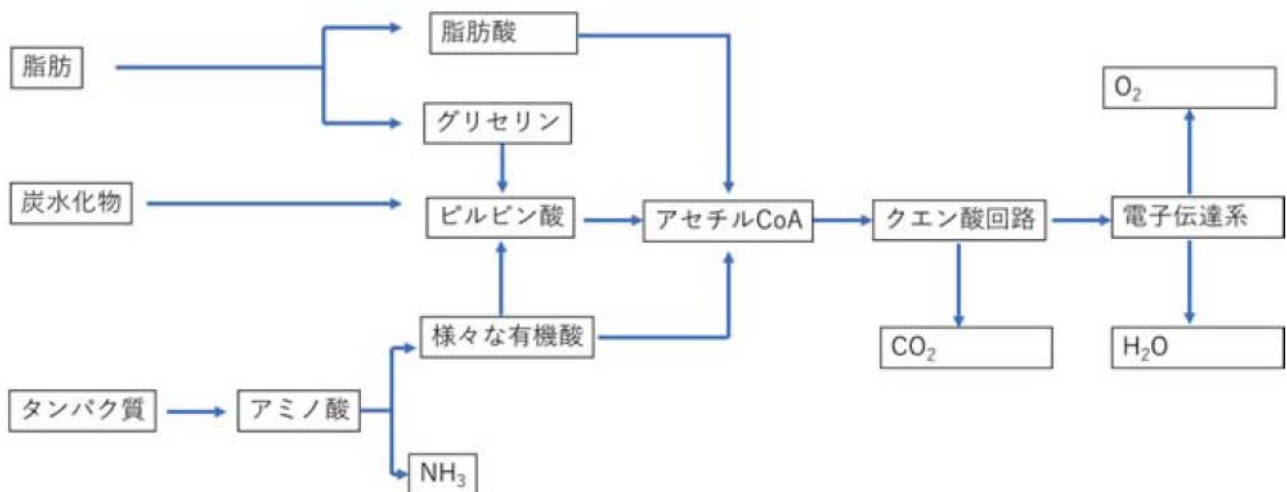 脂肪
脂肪酸
O₂
グリセリン
炭水化物
ピルビン酸
アセチルCoA
クエン酸回路
電子伝達系
様々な有機酸
CO₂
H₂O
タンパク質
アミノ酸
NH₃